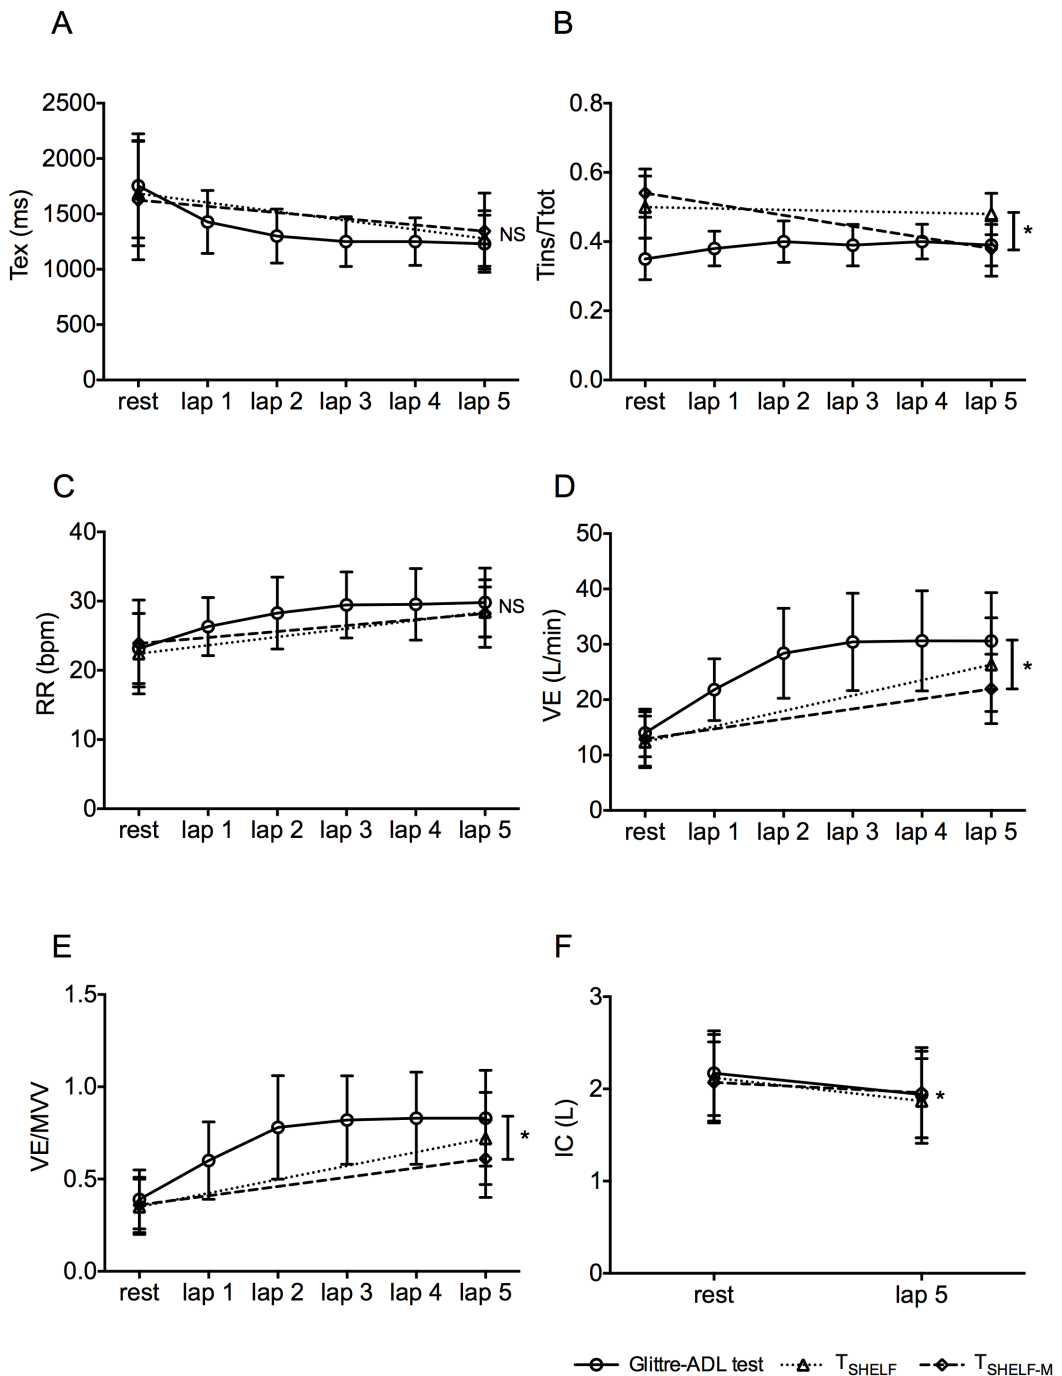 A
B
2500
2000
1500
1000
500
0
Tex (ms)
NS
rest lap 1 lap 2 lap 3 lap 4 lap 5
0.8
0.6
0.4
0.2
0.0
Tins/Ttot
*
rest lap 1 lap 2 lap 3 lap 4 lap 5
C
D
40
30
20
10
0
RR (bpm)
NS
rest lap 1 lap 2 lap 3 lap 4 lap 5
50
40
30
20
10
0
VE (L/min)
*
rest lap 1 lap 2 lap 3 lap 4 lap 5
E
F
1.5
1.0
0.5
0.0
VE/MVV
*
rest lap 1 lap 2 lap 3 lap 4 lap 5
3
2
1
0
IC (L)
*
rest lap 5
Glittre-ADL test TSHELF TSHELF-M